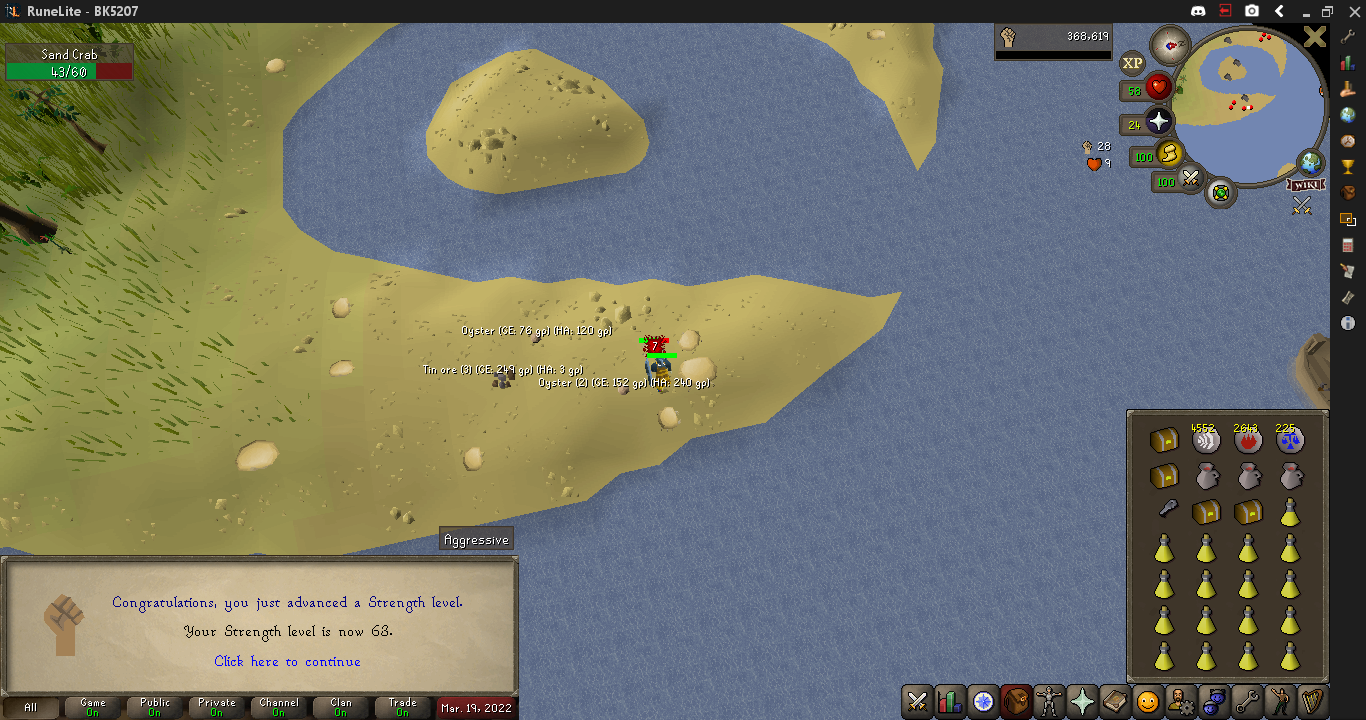 RuneLite - BK5207
Sand Crab
43/60
368,619
XP
58
24
100
100
28
9
WIKI
Oyster (GE: 76 gp) (HA: 120 gp)
7
Tin ore (3) (GE: 249 gp) (HA: 3 gp)
Oyster (2) (GE: 152 gp) (HA: 240 gp)
4552
2643
225
Aggressive
Congratulations, you just advanced a Strength level.
Your Strength level is now 63.
Click here to continue
All
Game
On
Public
On
Private
On
Channel
On
Clan
On
Trade
On
Mar. 19, 2022